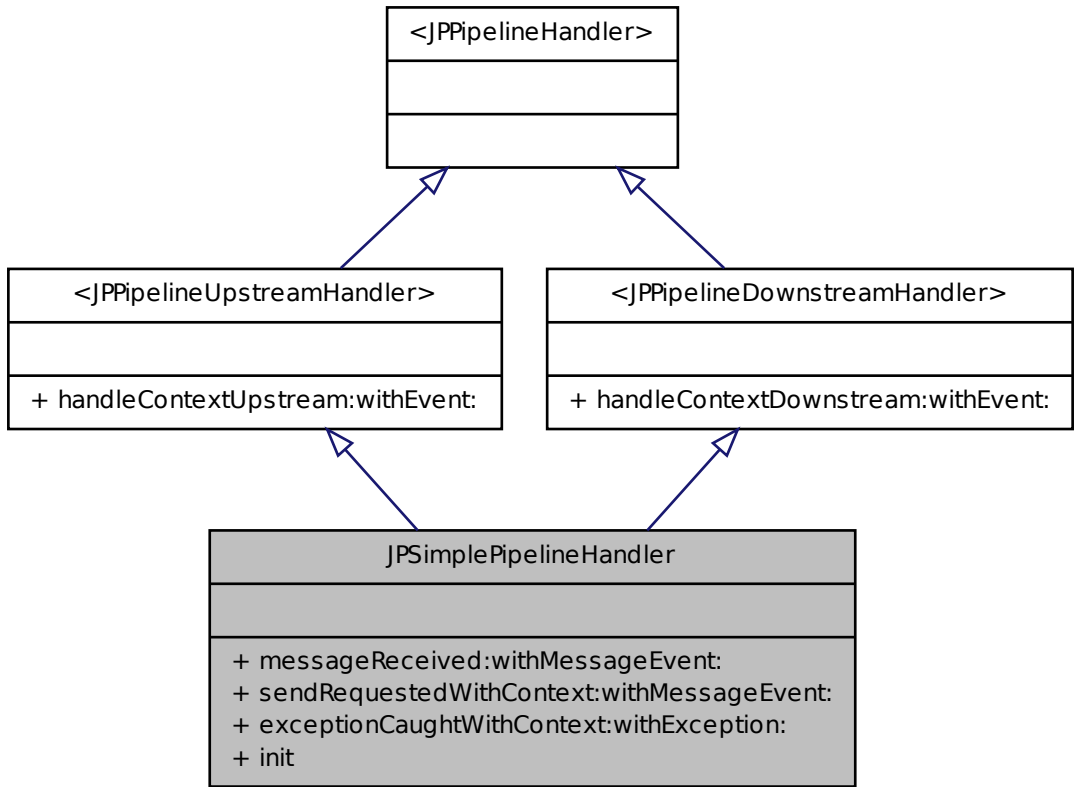 <JPPipelineHandler>
<JPPipelineUpstreamHandler>
+ handleContextUpstream:withEvent:
<JPPipelineDownstreamHandler>
+ handleContextDownstream:withEvent:
JPSimplePipelineHandler
+ messageReceived:withMessageEvent:
+ sendRequestedWithContext:withMessageEvent:
+ exceptionCaughtWithContext:withException:
+ init